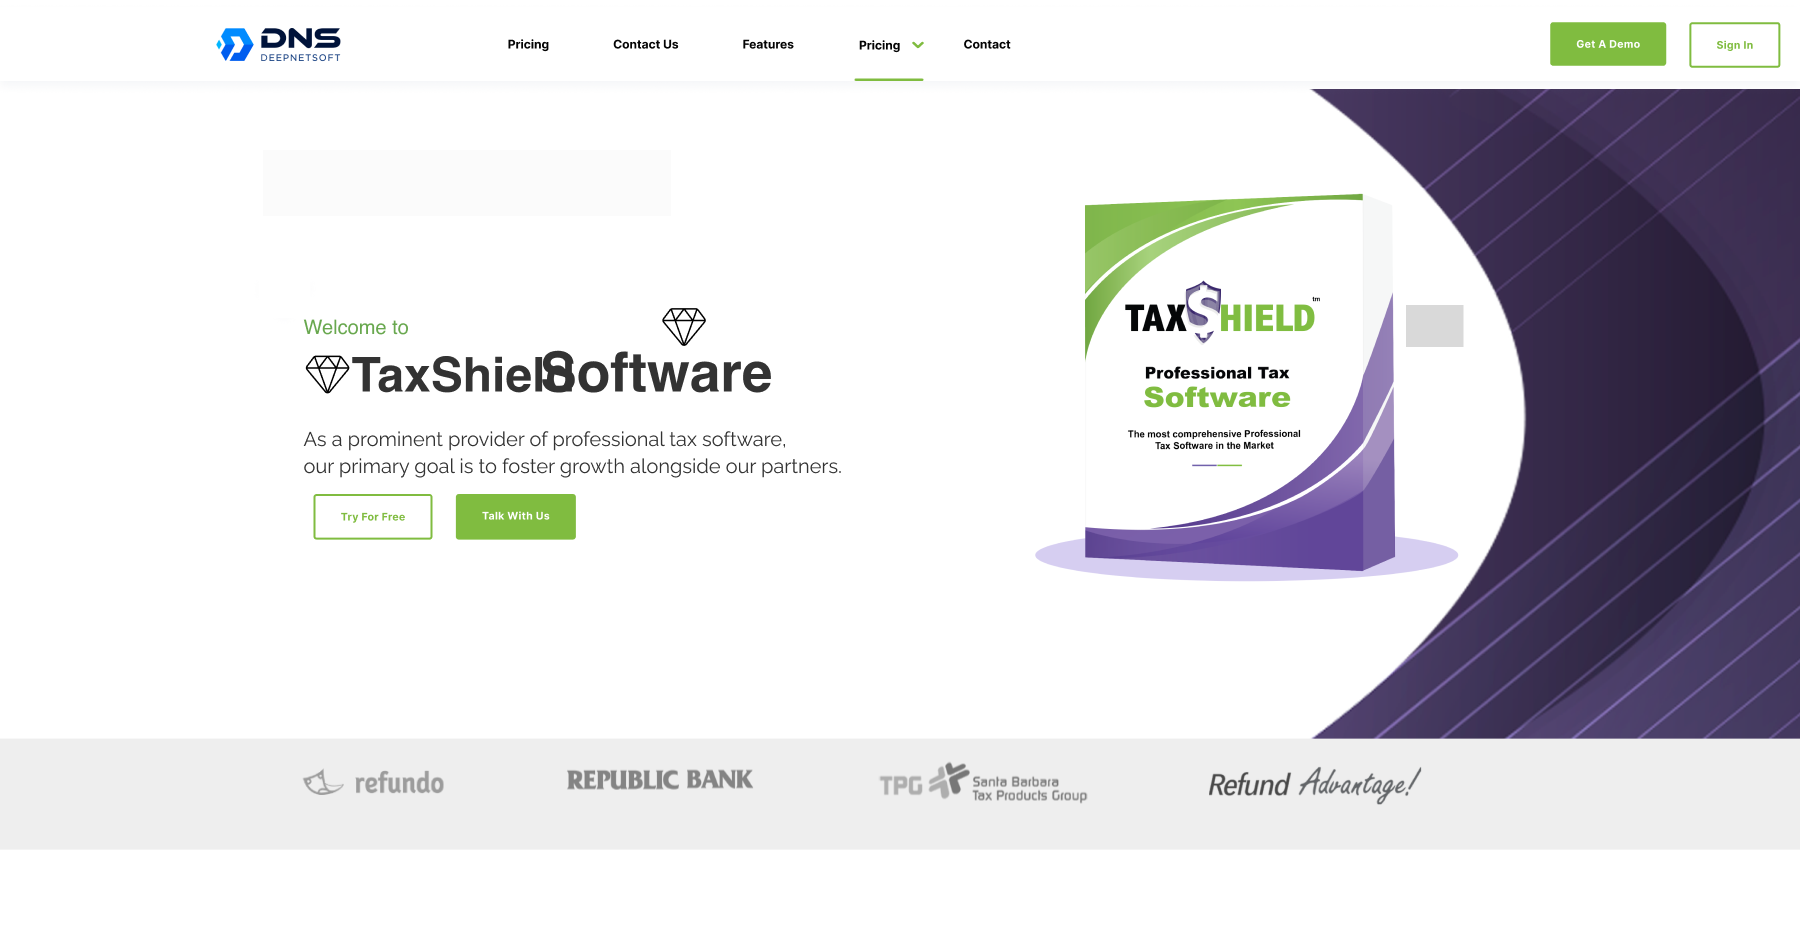 DNS
DEEPNETSOFT
Pricing
Contact Us
Features
Pricing
Contact
Get A Demo
Sign In
Welcome to
TaxShield Software
As a prominent provider of professional tax software,
our primary goal is to foster growth alongside our partners.
Try For Free
Talk With Us
TAX SHIELD tm
Professional Tax
Software
The most comprehensive Professional
Tax Software in the Market
refundo
REPUBLIC BANK
TPG Santa Barbara
Tax Products Group
Refund Advantage!